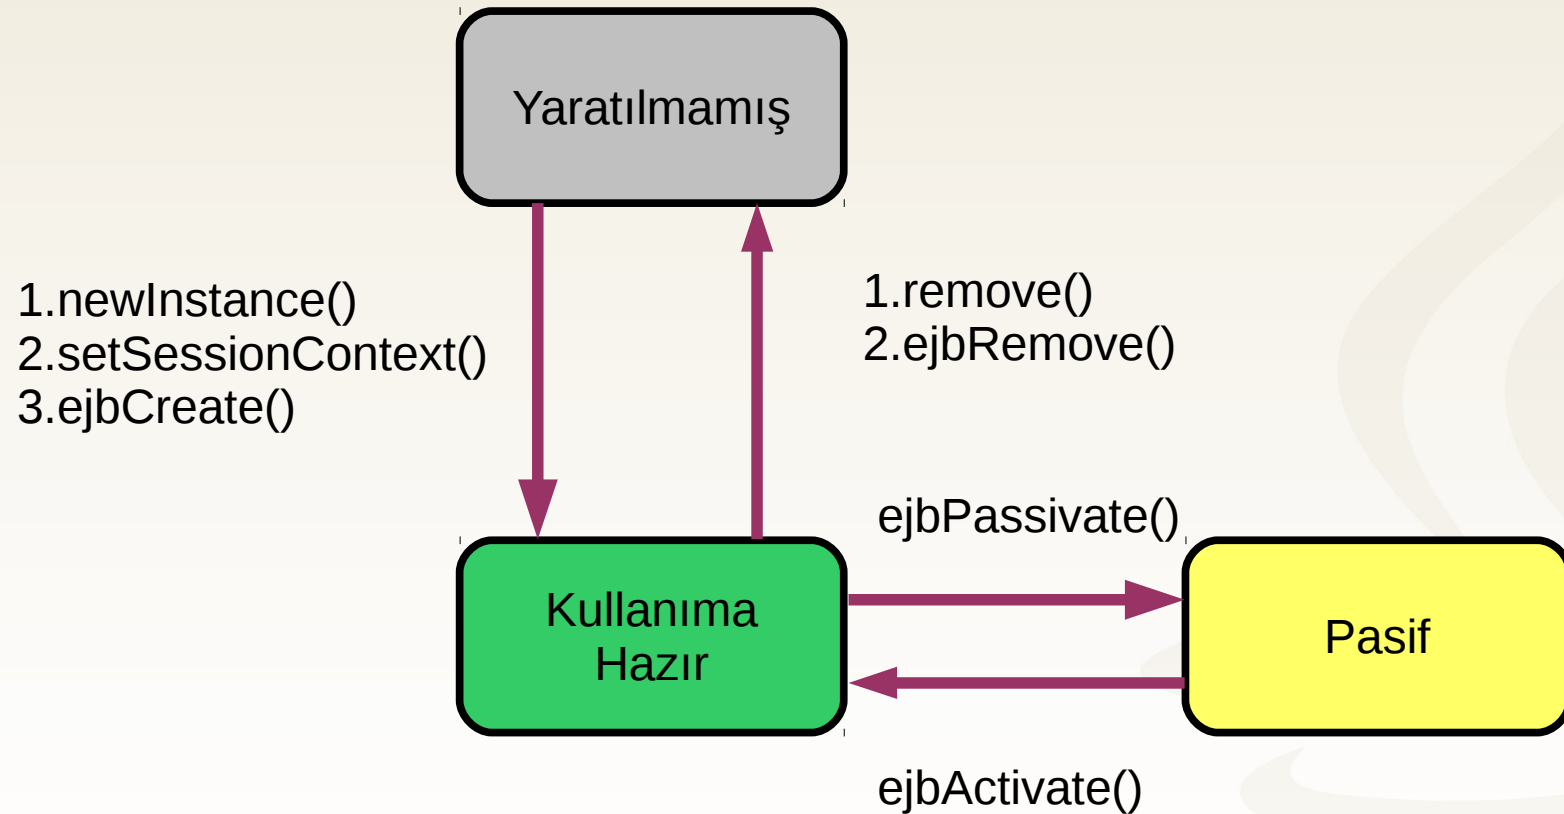 Yaratılmamış
1.newInstance()
2.setSessionContext()
3.ejbCreate()
1.remove()
2.ejbRemove()
ejbPassivate()
Kullanıma
Hazır
Pasif
ejbActivate()